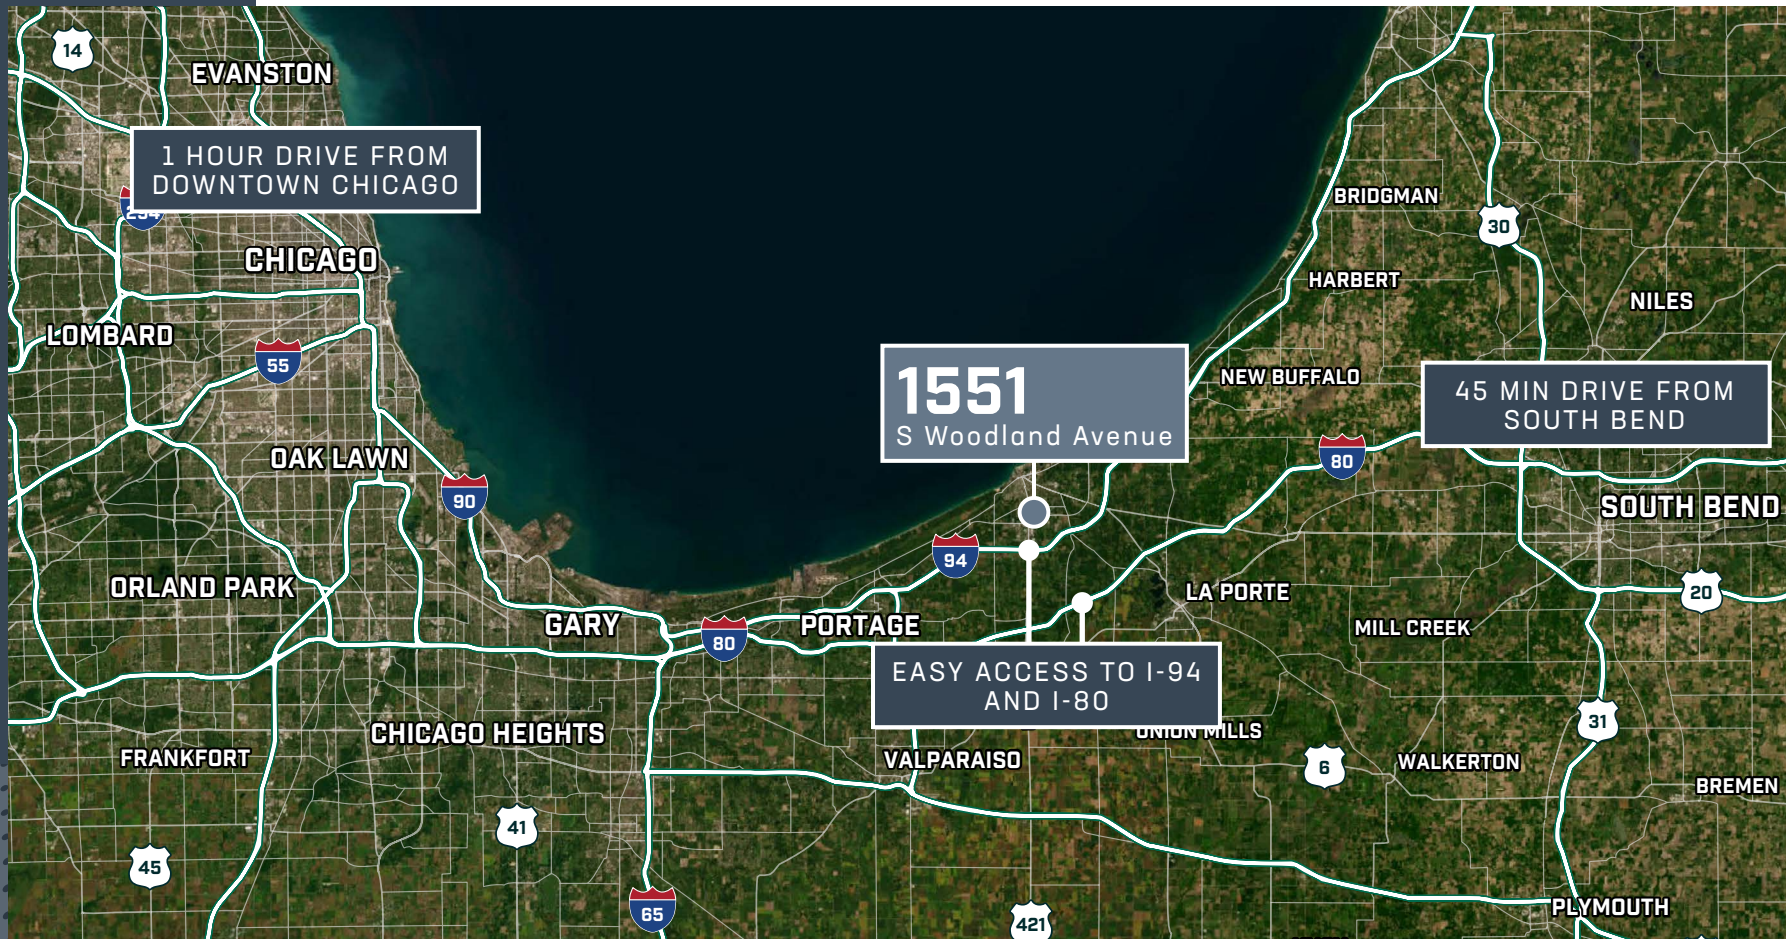 14
EVANSTON
1 HOUR DRIVE FROM
DOWNTOWN CHICAGO
294
BRIDGMAN
30
CHICAGO
HARBERT
NILES
LOMBARD
55
1551
S Woodland Avenue
NEW BUFFALO
45 MIN DRIVE FROM
SOUTH BEND
OAK LAWN
80
90
SOUTH BEND
94
ORLAND PARK
LA PORTE
20
GARY
80
PORTAGE
MILL CREEK
EASY ACCESS TO I-94
AND I-80
31
CHICAGO HEIGHTS
UNION MILLS
FRANKFORT
VALPARAISO
6
WALKERTON
BREMEN
41
45
65
421
PLYMOUTH